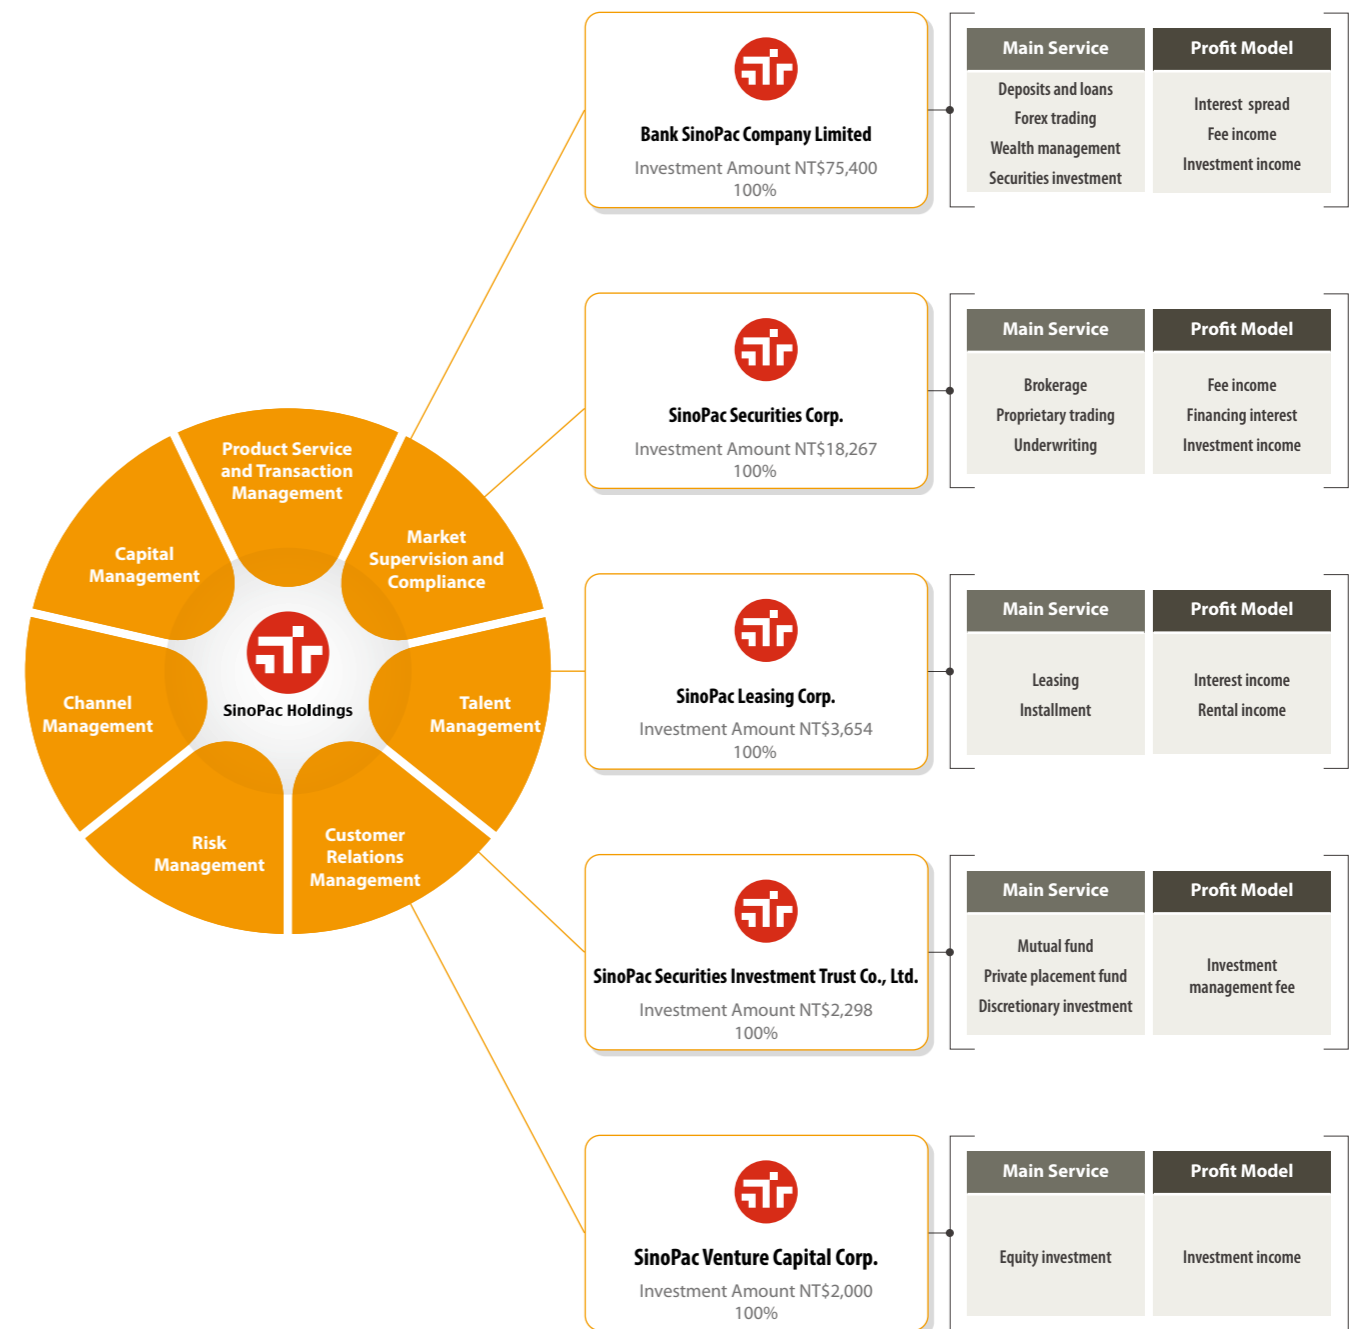 Product Service
and Transaction
Management
Market
Supervision and
Compliance
Talent
Management
Customer
Relations
Management
Risk
Management
Channel
Management
Capital
Management
SinoPac Holdings
Bank SinoPac Company Limited
Investment Amount NT$75,400
100%
Main Service
Deposits and loans
Forex trading
Wealth management
Securities investment
Profit Model
Interest spread
Fee income
Investment income
SinoPac Securities Corp.
Investment Amount NT$18,267
100%
Main Service
Brokerage
Proprietary trading
Underwriting
Profit Model
Fee income
Financing interest
Investment income
SinoPac Leasing Corp.
Investment Amount NT$3,654
100%
Main Service
Leasing
Installment
Profit Model
Interest income
Rental income
SinoPac Securities Investment Trust Co., Ltd.
Investment Amount NT$2,298
100%
Main Service
Mutual fund
Private placement fund
Discretionary investment
Profit Model
Investment
management fee
SinoPac Venture Capital Corp.
Investment Amount NT$2,000
100%
Main Service
Equity investment
Profit Model
Investment income